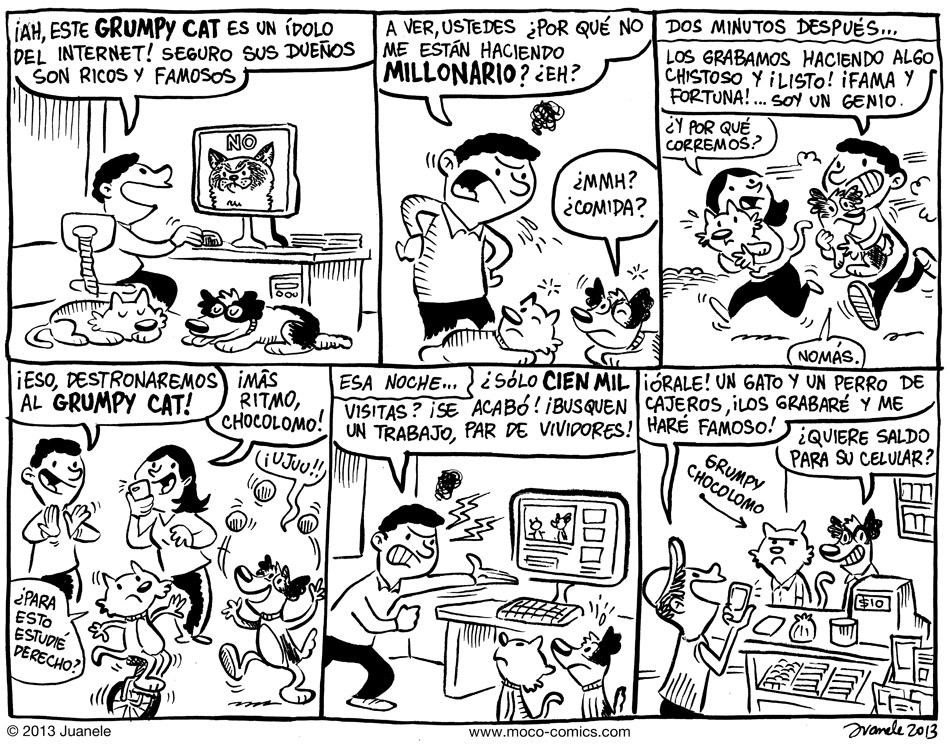 ¡AH, ESTE GRUMPY CAT ES UN ÍDOLO
DEL INTERNET! SEGURO SUS DUEÑOS
SON RICOS Y FAMOSOS
NO
A VER, USTEDES ¿POR QUÉ NO
ME ESTÁN HACIENDO
MILLONARIO? ¿EH?
¿MMH?
¿COMIDA?
DOS MINUTOS DESPUÉS...
LOS GRABAMOS HACIENDO ALGO
CHISTOSO Y ¡LISTO! ¡FAMA Y
FORTUNA!... SOY UN GENIO.
¿Y POR QUÉ
CORREMOS?
NOMÁS.
¡ESO, DESTRONAREMOS
AL GRUMPY CAT!
¡MÁS
RITMO,
CHOCOLOMO!
¡UJUU!!
¿PARA
ESTO
ESTUDIÉ
DERECHO?
ESA NOCHE...
¿SÓLO CIEN MIL
VISITAS? ¡SE ACABÓ! ¡BUSQUEN
UN TRABAJO, PAR DE VIVIDORES!
¡ÓRALE! UN GATO Y UN PERRO DE
CAJEROS, ¡LOS GRABARÉ Y ME
HARÉ FAMOSO!
¿QUIERE SALDO
PARA SU CELULAR?
GRUMPY
CHOCOLOMO
$10
© 2013 Juanele
www.moco-comics.com
Juanele 2013